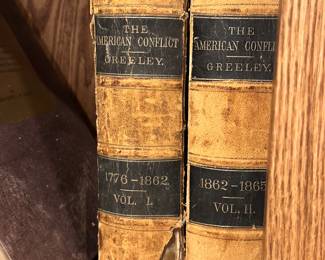 THE
AMERICAN CONFLICT
GREELEY.
1776–1862
VOL. I.
THE
AMERICAN CONFLI
GREELEY.
1862–1865
VOL. II.